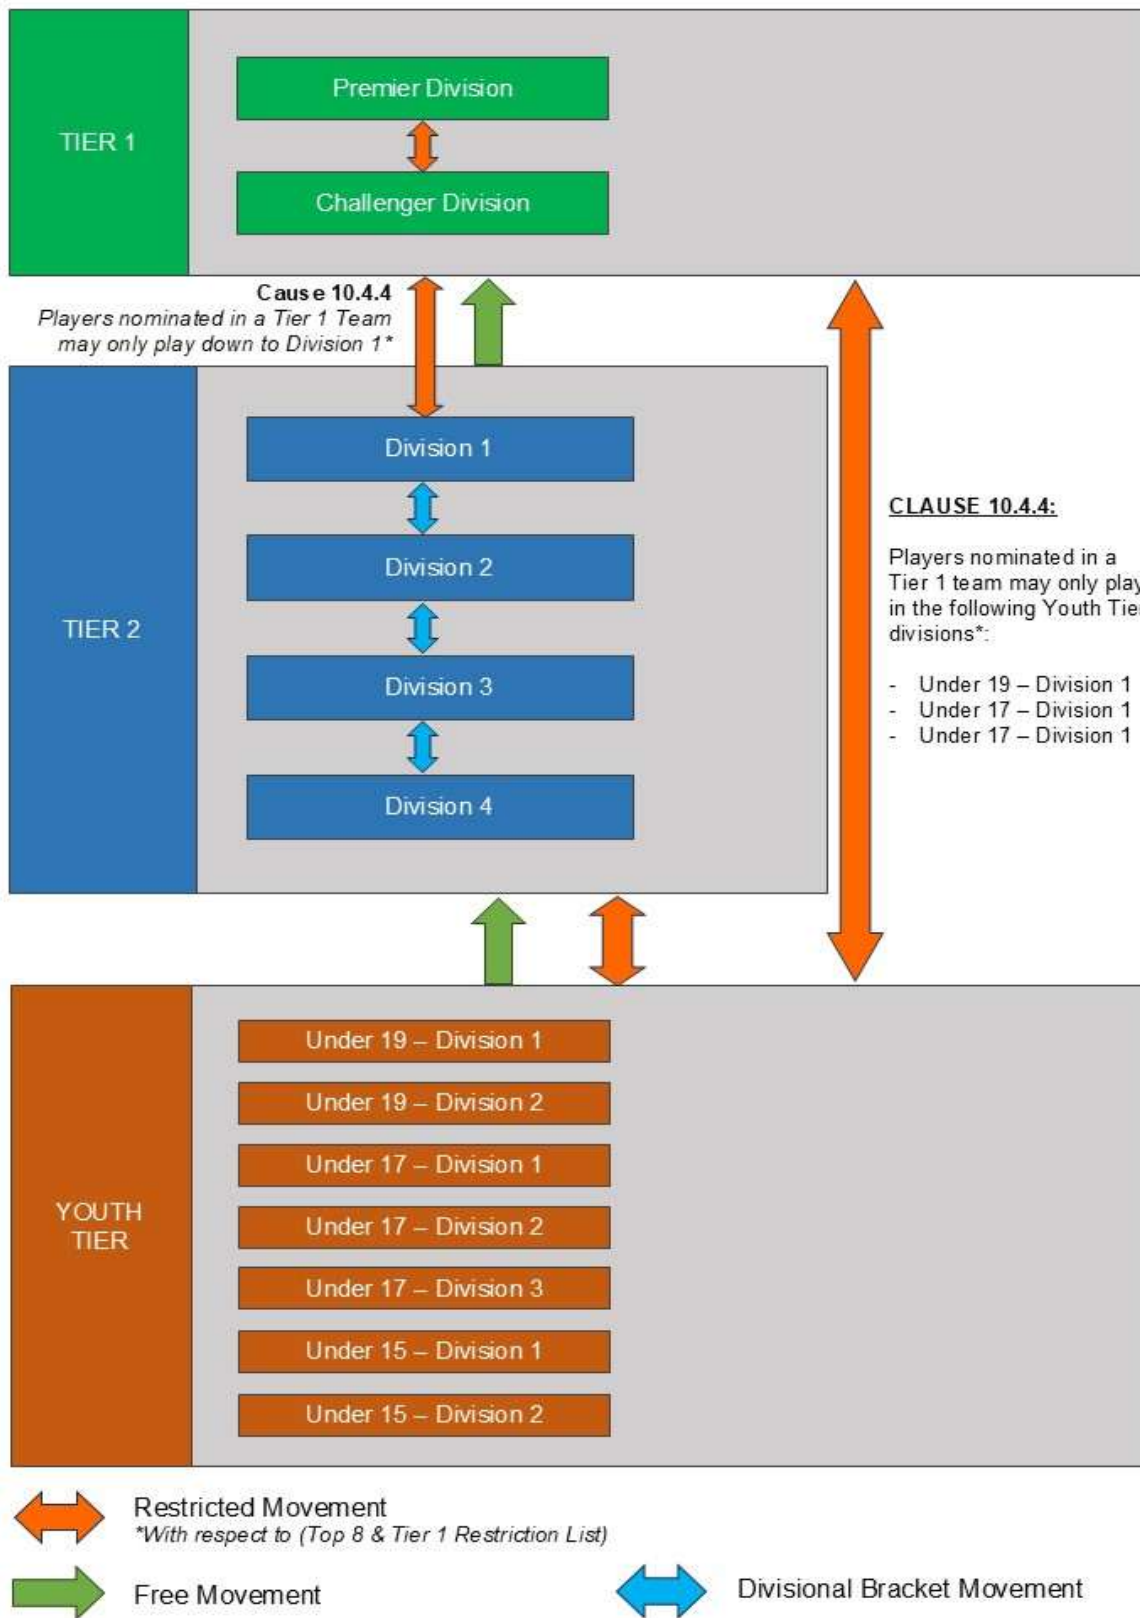 TIER 1
Premier Division
Challenger Division
Cause 10.4.4
Players nominated in a Tier 1 Team
may only play down to Division 1*
TIER 2
Division 1
Division 2
Division 3
Division 4
CLAUSE 10.4.4:
Players nominated in a
Tier 1 team may only play
in the following Youth Tier
divisions*:
- Under 19 – Division 1
- Under 17 – Division 1
- Under 17 – Division 1
YOUTH
TIER
Under 19 – Division 1
Under 19 – Division 2
Under 17 – Division 1
Under 17 – Division 2
Under 17 – Division 3
Under 15 – Division 1
Under 15 – Division 2
Restricted Movement
*With respect to (Top 8 & Tier 1 Restriction List)
Free Movement
Divisional Bracket Movement